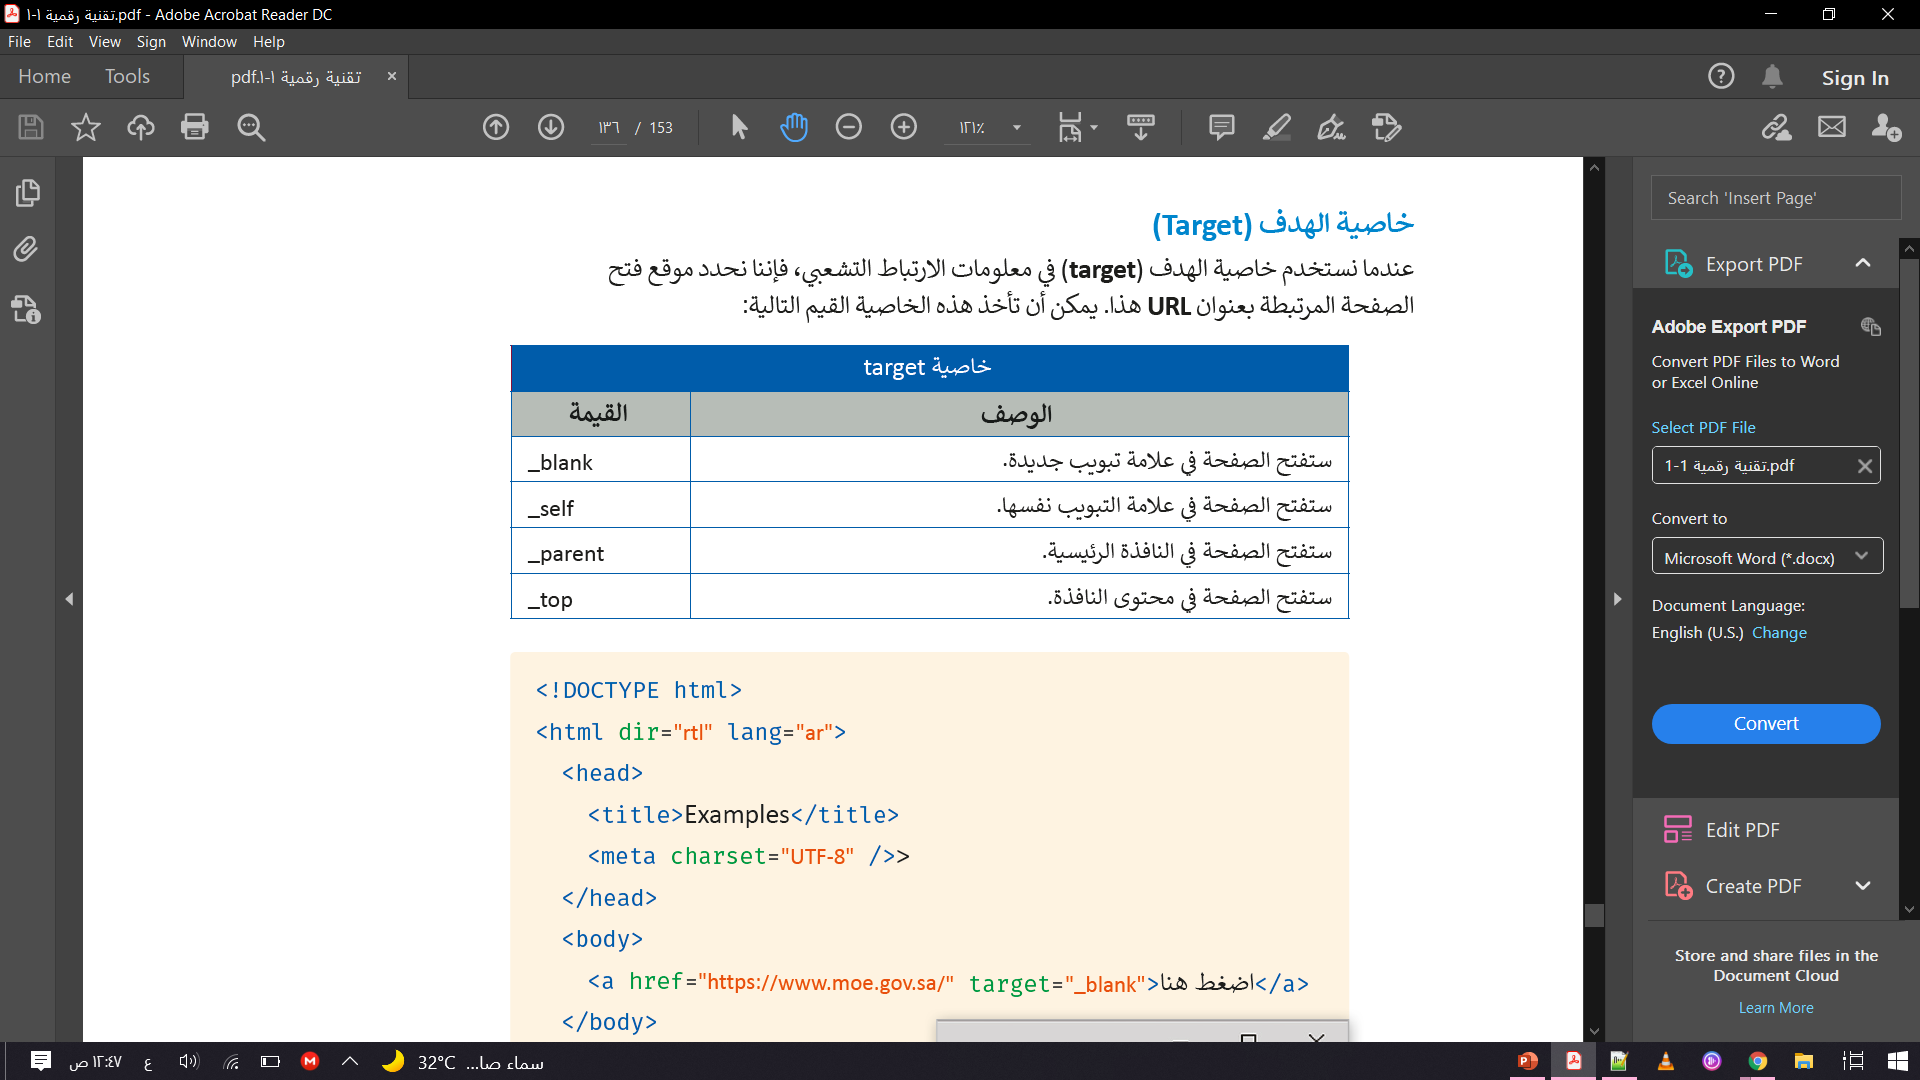 تقنية رقمية ١-١.pdf - Adobe Acrobat Reader DC
File Edit View Sign Window Help
Home Tools تقنية رقمية ١-١.pdf Sign In
١٣٦ / 153 ١٢١٪
خاصية الهدف (Target)
عندما نستخدم خاصية الهدف (target) في معلومات الارتباط التشعبي، فإننا نحدد موقع فتح
الصفحة المرتبطة بعنوان URL هذا. يمكن أن تأخذ هذه الخاصية القيم التالية:
خاصية target
القيمة الوصف
_blank ستفتح الصفحة في علامة تبويب جديدة.
_self ستفتح الصفحة في علامة التبويب نفسها.
_parent ستفتح الصفحة في النافذة الرئيسية.
_top ستفتح الصفحة في محتوى النافذة.
<!DOCTYPE html>
<html dir="rtl" lang="ar">
<head>
<title>Examples</title>
<meta charset="UTF-8" />>
</head>
<body>
<a href="https://www.moe.gov.sa/" target="_blank">اضغط هنا</a>
</body>
Search 'Insert Page'
Export PDF
Adobe Export PDF
Convert PDF Files to Word
or Excel Online
Select PDF File
تقنية رقمية 1-1.pdf
Convert to
Microsoft Word (*.docx)
Document Language:
English (U.S.) Change
Convert
Edit PDF
Create PDF
Store and share files in the
Document Cloud
Learn More
١٢:٤٧ ص ع 32°C سماء صا...